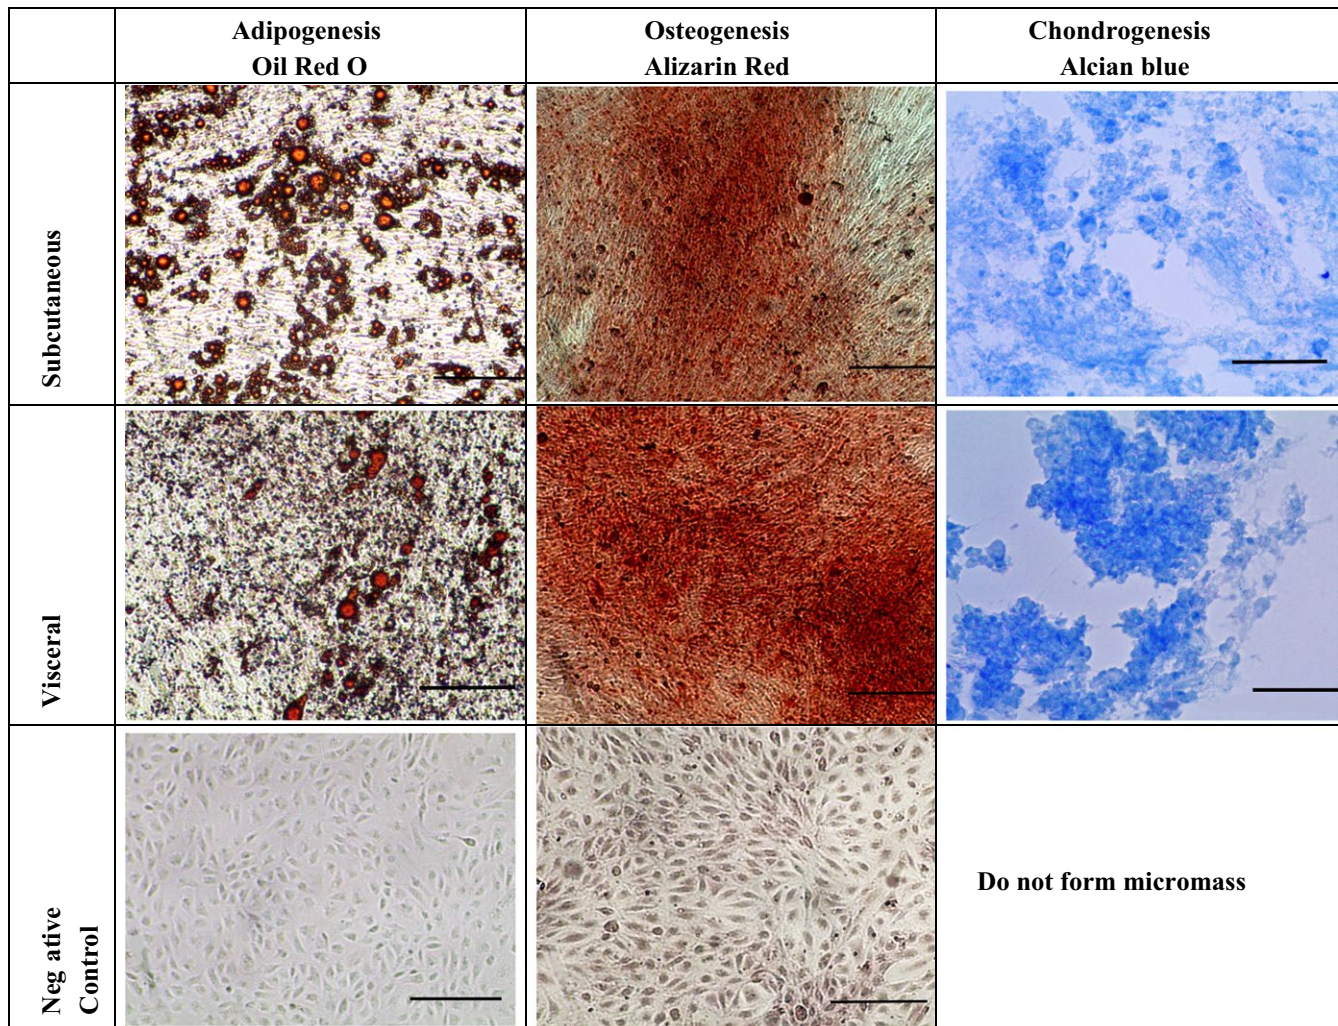 Adipogenesis
Oil Red O
Osteogenesis
Alizarin Red
Chondrogenesis
Alcian blue
Subcutaneous
Visceral
Neg ative
Control
Do not form micromass